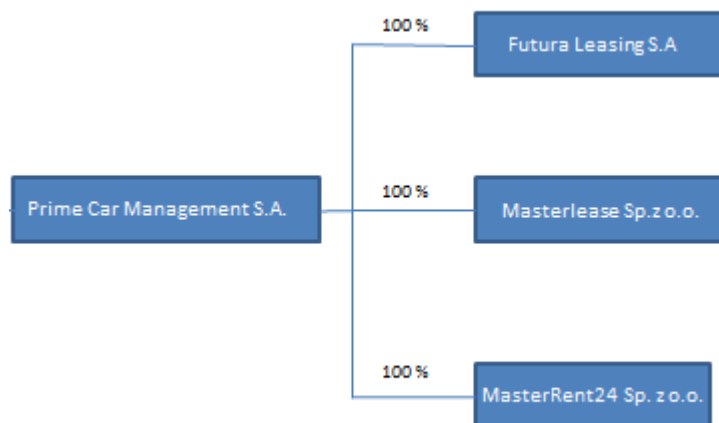 100 %
Futura Leasing S.A
Prime Car Management S.A.
100 %
Masterlease Sp.z o.o.
100 %
MasterRent24 Sp. z o.o.